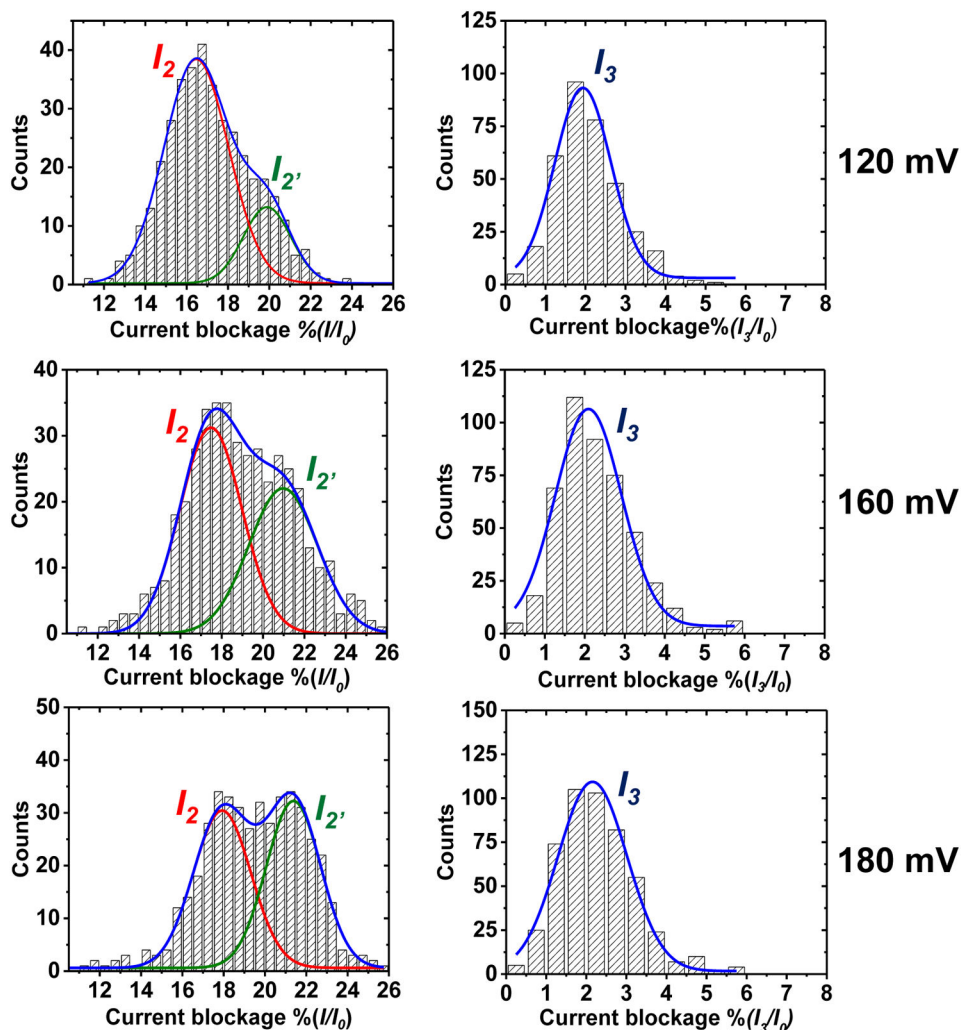 40
30
20
10
0
Counts
I2
I2'
12 14 16 18 20 22 24 26
Current blockage %(I/I0)
125
100
75
50
25
0
Counts
I3
0 1 2 3 4 5 6 7 8
Current blockage%(I3/I0)
120 mV
40
30
20
10
0
Counts
I2
I2'
12 14 16 18 20 22 24 26
Current blockage %(I/I0)
125
100
75
50
25
0
Counts
I3
0 1 2 3 4 5 6 7 8
Current blockage %(I3/I0)
160 mV
50
40
30
20
10
0
Counts
I2
I2'
12 14 16 18 20 22 24 26
Current blockage %(I/I0)
150
125
100
75
50
25
0
Counts
I3
0 1 2 3 4 5 6 7 8
Current blockage %(I3/I0)
180 mV